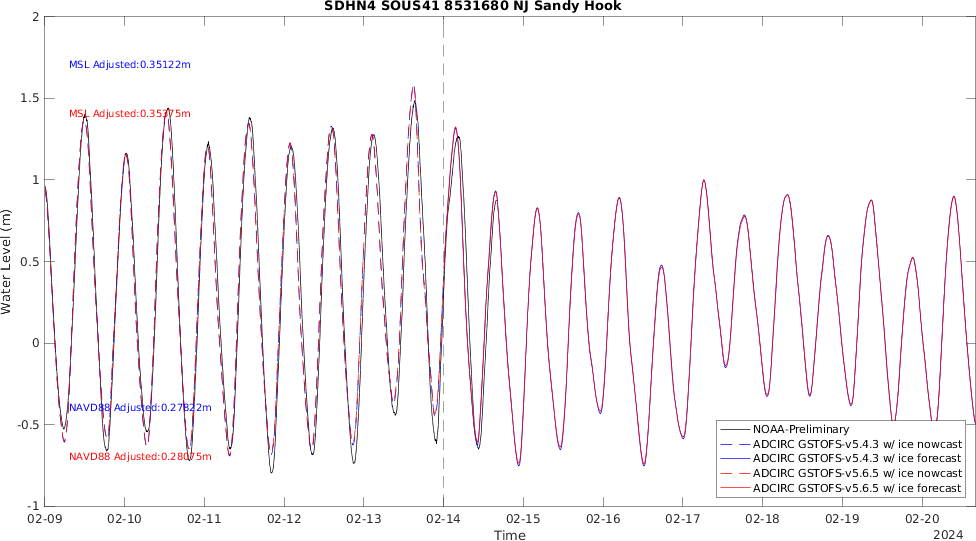 SDHN4 SOUS41 8531680 NJ Sandy Hook
2
1.5
1
0.5
0
-0.5
-1
Water Level (m)
MSL Adjusted:0.35122m
MSL Adjusted:0.35375m
NAVD88 Adjusted:0.27822m
NAVD88 Adjusted:0.28075m
NOAA-Preliminary
ADCIRC GSTOFS-v5.4.3 w/ ice nowcast
ADCIRC GSTOFS-v5.4.3 w/ ice forecast
ADCIRC GSTOFS-v5.6.5 w/ ice nowcast
ADCIRC GSTOFS-v5.6.5 w/ ice forecast
02-09 02-10 02-11 02-12 02-13 02-14 02-15 02-16 02-17 02-18 02-19 02-20
Time
2024